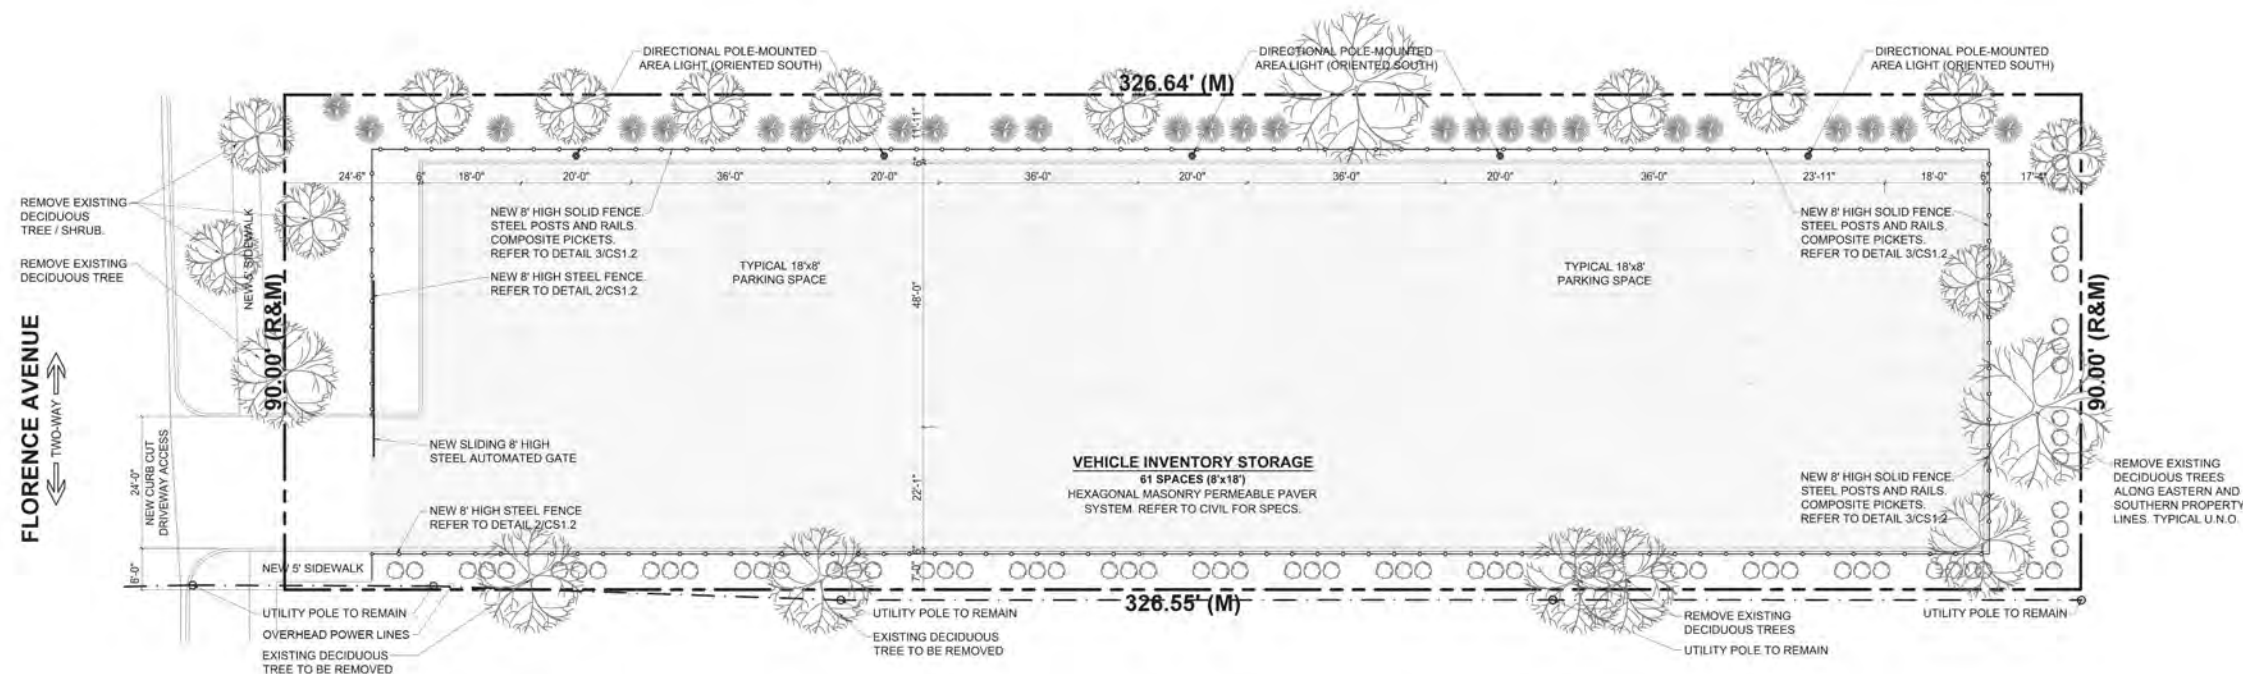 DIRECTIONAL POLE-MOUNTED
AREA LIGHT (ORIENTED SOUTH)
DIRECTIONAL POLE-MOUNTED
AREA LIGHT (ORIENTED SOUTH)
DIRECTIONAL POLE-MOUNTED
AREA LIGHT (ORIENTED SOUTH)
326.64' (M)
11'-11"
24'-6"
6"
18'-0"
20'-0"
36'-0"
20'-0"
36'-0"
20'-0"
36'-0"
20'-0"
36'-0"
23'-11"
18'-0"
6"
17'-4"
REMOVE EXISTING
DECIDUOUS
TREE / SHRUB.
REMOVE EXISTING
DECIDUOUS TREE
NEW 5' SIDEWALK
90.00' (R&M)
FLORENCE AVENUE
TWO-WAY
NEW 8' HIGH SOLID FENCE.
STEEL POSTS AND RAILS.
COMPOSITE PICKETS.
REFER TO DETAIL 3/CS1.2
NEW 8' HIGH STEEL FENCE.
REFER TO DETAIL 2/CS1.2
TYPICAL 18'x8'
PARKING SPACE
48'-0"
TYPICAL 18'x8'
PARKING SPACE
NEW 8' HIGH SOLID FENCE.
STEEL POSTS AND RAILS.
COMPOSITE PICKETS.
REFER TO DETAIL 3/CS1.2
90.00' (R&M)
NEW SLIDING 8' HIGH
STEEL AUTOMATED GATE
24'-0"
NEW CURB CUT
DRIVEWAY ACCESS
VEHICLE INVENTORY STORAGE
61 SPACES (8'x18')
HEXAGONAL MASONRY PERMEABLE PAVER
SYSTEM. REFER TO CIVIL FOR SPECS.
22'-1"
NEW 8' HIGH SOLID FENCE.
STEEL POSTS AND RAILS.
COMPOSITE PICKETS.
REFER TO DETAIL 3/CS1.2
REMOVE EXISTING
DECIDUOUS TREES
ALONG EASTERN AND
SOUTHERN PROPERTY
LINES. TYPICAL U.N.O.
NEW 8' HIGH STEEL FENCE
REFER TO DETAIL 2/CS1.2
6'-0"
NEW 5' SIDEWALK
7'-0"
326.55' (M)
UTILITY POLE TO REMAIN
OVERHEAD POWER LINES
EXISTING DECIDUOUS
TREE TO BE REMOVED
UTILITY POLE TO REMAIN
EXISTING DECIDUOUS
TREE TO BE REMOVED
REMOVE EXISTING
DECIDUOUS TREES
UTILITY POLE TO REMAIN
UTILITY POLE TO REMAIN